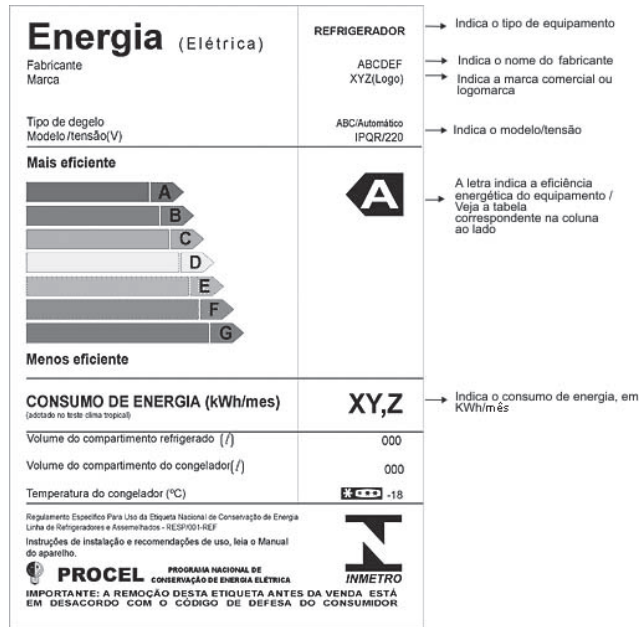 Energia (Elétrica)
REFRIGERADOR
Indica o tipo de equipamento
Fabricante
ABCDEF
Indica o nome do fabricante
Marca
XYZ(Logo)
Indica a marca comercial ou
logomarca
Tipo de degelo
ABC/Automático
Modelo/tensão(V)
IPQR/220
Indica o modelo/tensão
Mais eficiente
A
B
C
D
E
F
G
Menos eficiente
A
A letra indica a eficiência
energética do equipamento /
Veja a tabela
correspondente na coluna
ao lado
CONSUMO DE ENERGIA (kWh/mes)
(adotado no teste clima tropical)
XY,Z
Indica o consumo de energia, em
KWh/mês
Volume do compartimento refrigerado (l)
000
Volume do compartimento do congelador(l)
000
Temperatura do congelador (ºC)
-18
Regulamento Específico Para Uso da Etiqueta Nacional de Conservação de Energia
Linha de Refrigeradores e Assemelhados - RESP/001-REF
Instruções de instalação e recomendações de uso, leia o Manual
do aparelho.
PROCEL
PROGRAMA NACIONAL DE
CONSERVAÇÃO DE ENERGIA ELÉTRICA
INMETRO
IMPORTANTE: A REMOÇÃO DESTA ETIQUETA ANTES DA VENDA ESTÁ
EM DESACORDO COM O CÓDIGO DE DEFESA DO CONSUMIDOR